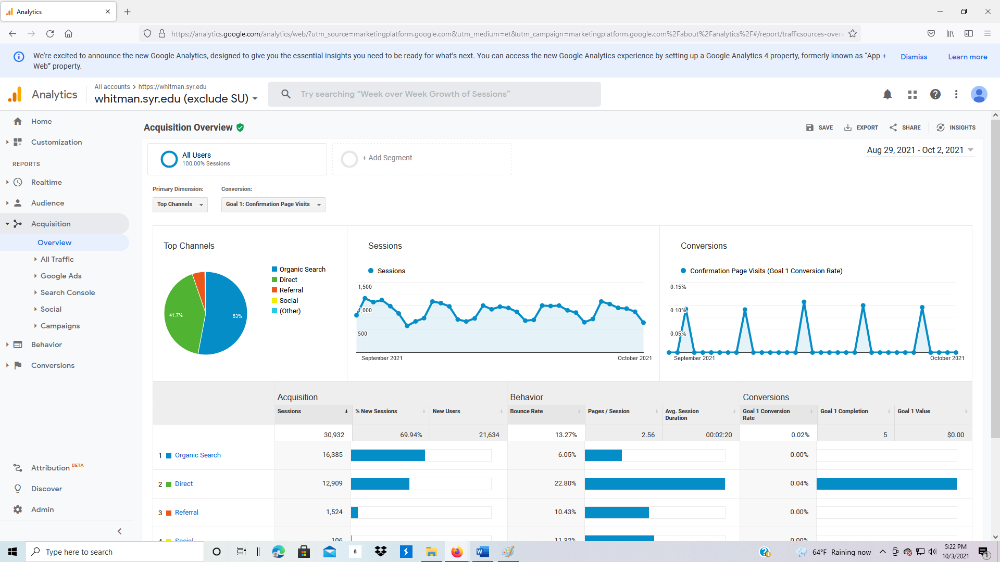 Analytics
https://analytics.google.com/analytics/web/?utm_source=marketingplatform.google.com&utm_medium=et&utm_campaign=marketingplatform.google.com%2Fabout%2Fanalytics%2F#/report/trafficsources-overv
We're excited to announce the new Google Analytics, designed to give you the essential insights you need to be ready for what's next. You can access the new Google Analytics experience by setting up a Google Analytics 4 property, formerly known as "App +
Web" property.
Dismiss
Learn more
Analytics
All accounts > https://whitman.syr.edu
whitman.syr.edu (exclude SU)
Try searching "Week over Week Growth of Sessions"
Home
Customization
REPORTS
Realtime
Audience
Acquisition
Overview
All Traffic
Google Ads
Search Console
Social
Campaigns
Behavior
Conversions
Attribution BETA
Discover
Admin
Acquisition Overview
SAVE
EXPORT
SHARE
INSIGHTS
All Users
100.00% Sessions
+ Add Segment
Aug 29, 2021 - Oct 2, 2021
Primary Dimension:
Conversion:
Top Channels
Goal 1: Confirmation Page Visits
Top Channels
Organic Search
Direct
Referral
Social
(Other)
41.7%
53%
Sessions
Sessions
1,500
1,000
500
September 2021
October 2021
Conversions
Confirmation Page Visits (Goal 1 Conversion Rate)
0.15%
0.10%
0.05%
September 2021
October 2021
Acquisition Behavior Conversions
Sessions % New Sessions New Users Bounce Rate Pages / Session Avg. Session Duration Goal 1 Conversion Rate Goal 1 Completion Goal 1 Value
30,932 69.94% 21,634 13.27% 2.56 00:02:20 0.02% 5 $0.00
1 Organic Search 16,385 6.05% 0.00%
2 Direct 12,909 22.80% 0.04%
3 Referral 1,524 10.43% 0.00%
4 Social 106 11.32% 0.00%
Type here to search
a
64°F Raining now
5:22 PM
10/3/2021
1